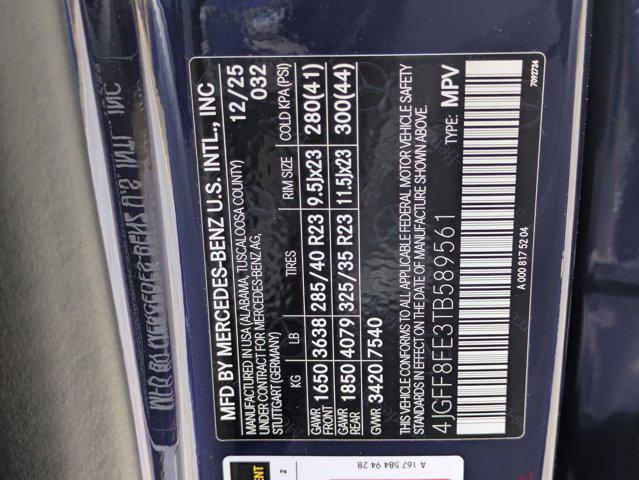 MFD BY MERCEDES-BENZ U.S. INTL., INC
MANUFACTURED IN USA (ALABAMA, TUSCALOOSA COUNTY) 12/25
UNDER CONTRACT FOR MERCEDES-BENZ AG, 032
STUTTGART (GERMANY)
KG LB TIRES RIM SIZE COLD KPA (PSI)
GAWR FRONT 1650 3638 285/40 R23 9.5Jx23 280(41)
GAWR REAR 1850 4079 325/35 R23 11.5Jx23 300(44)
GVWR 3420 7540
THIS VEHICLE CONFORMS TO ALL APPLICABLE FEDERAL MOTOR VEHICLE SAFETY
STANDARDS IN EFFECT ON THE DATE OF MANUFACTURE SHOWN ABOVE.
4JGFF8FE3TB589561 TYPE: MPV
A 000 817 52 04
7092734
A 167 584 94 28
2